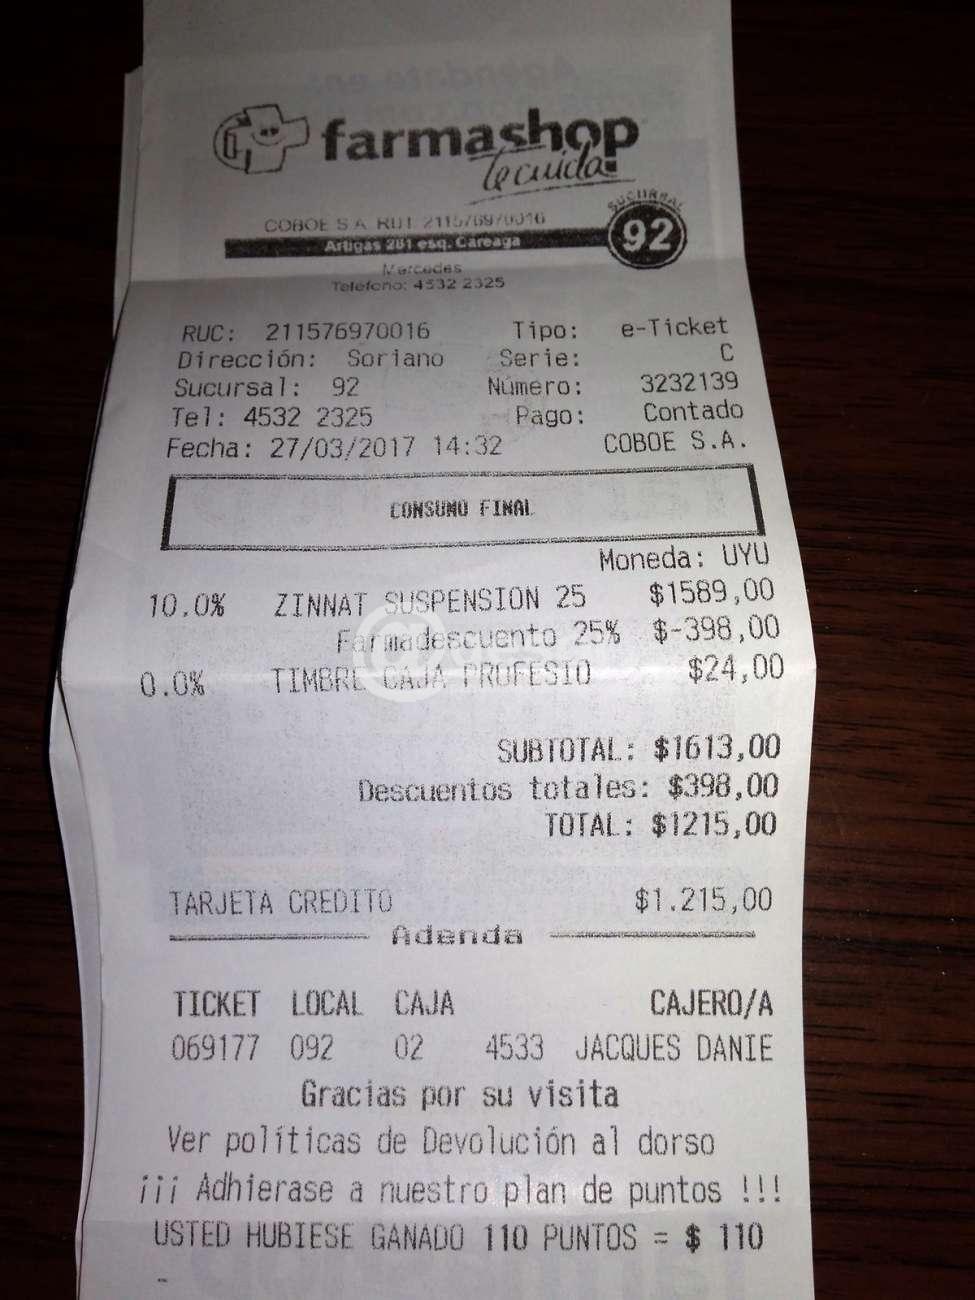 farmashop
Te cuida!
SUCURSAL
92
COBOE S.A. RUT 211576970016
Artigas 281 esq. Careaga
Mercedes
Telefono: 4532 2325
RUC: 211576970016 Tipo: e-Ticket
Dirección: Soriano Serie: C
Sucursal: 92 Número: 3232139
Tel: 4532 2325 Pago: Contado
Fecha: 27/03/2017 14:32 COBOE S.A.
CONSUMO FINAL
Moneda: UYU
10.0% ZINNAT SUSPENSION 25 $1589,00
Farmadescuento 25% $-398,00
0.0% TIMBRE CAJA PROFESIO $24,00
SUBTOTAL: $1613,00
Descuentos totales: $398,00
TOTAL: $1215,00
TARJETA CREDITO $1.215,00
Adenda
TICKET LOCAL CAJA CAJERO/A
069177 092 02 4533 JACQUES DANIE
Gracias por su visita
Ver políticas de Devolución al dorso
¡¡¡ Adhierase a nuestro plan de puntos !!!
USTED HUBIESE GANADO 110 PUNTOS = $ 110